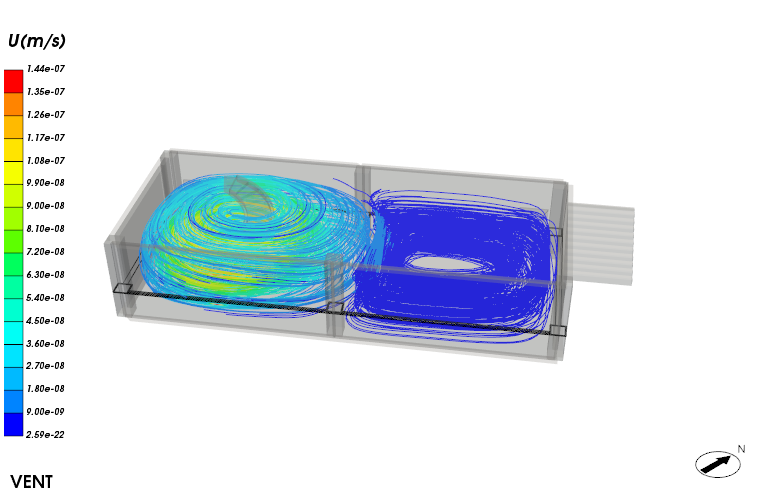 U(m/s)
1.44e-07
1.35e-07
1.26e-07
1.17e-07
1.08e-07
9.90e-08
9.00e-08
8.10e-08
7.20e-08
6.30e-08
5.40e-08
4.50e-08
3.60e-08
2.70e-08
1.80e-08
9.00e-09
2.59e-22
N
VENT